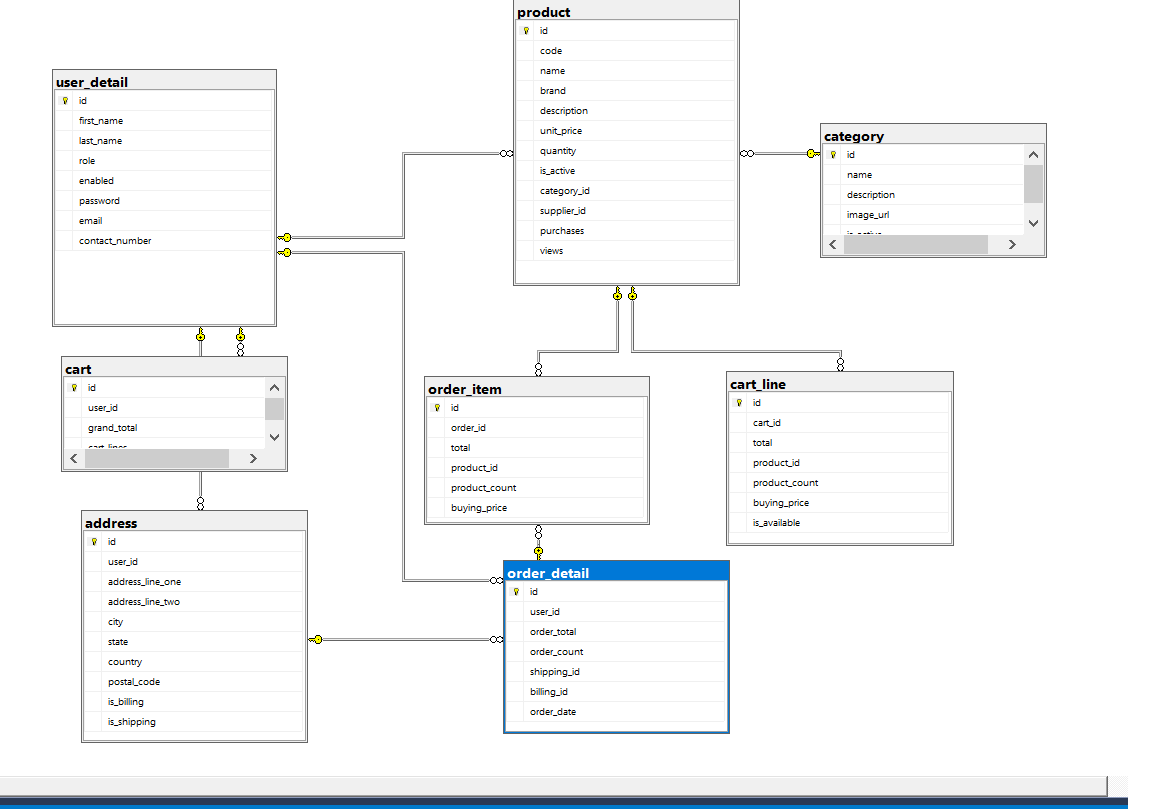 product
id
code
name
brand
description
unit_price
quantity
is_active
category_id
supplier_id
purchases
views
user_detail
id
first_name
last_name
role
enabled
password
email
contact_number
category
id
name
description
image_url
is_active
cart
id
user_id
grand_total
cart_lines
order_item
id
order_id
total
product_id
product_count
buying_price
cart_line
id
cart_id
total
product_id
product_count
buying_price
is_available
address
id
user_id
address_line_one
address_line_two
city
state
country
postal_code
is_billing
is_shipping
order_detail
id
user_id
order_total
order_count
shipping_id
billing_id
order_date